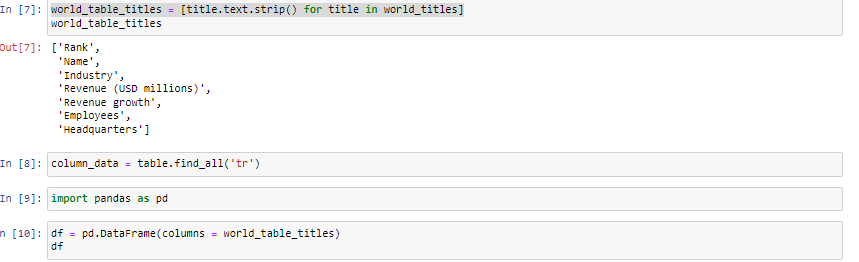 In [7]: world_table_titles = [title.text.strip() for title in world_titles]
world_table_titles
Out[7]: ['Rank',
'Name',
'Industry',
'Revenue (USD millions)',
'Revenue growth',
'Employees',
'Headquarters']
In [8]: column_data = table.find_all('tr')
In [9]: import pandas as pd
n [10]: df = pd.DataFrame(columns = world_table_titles)
df